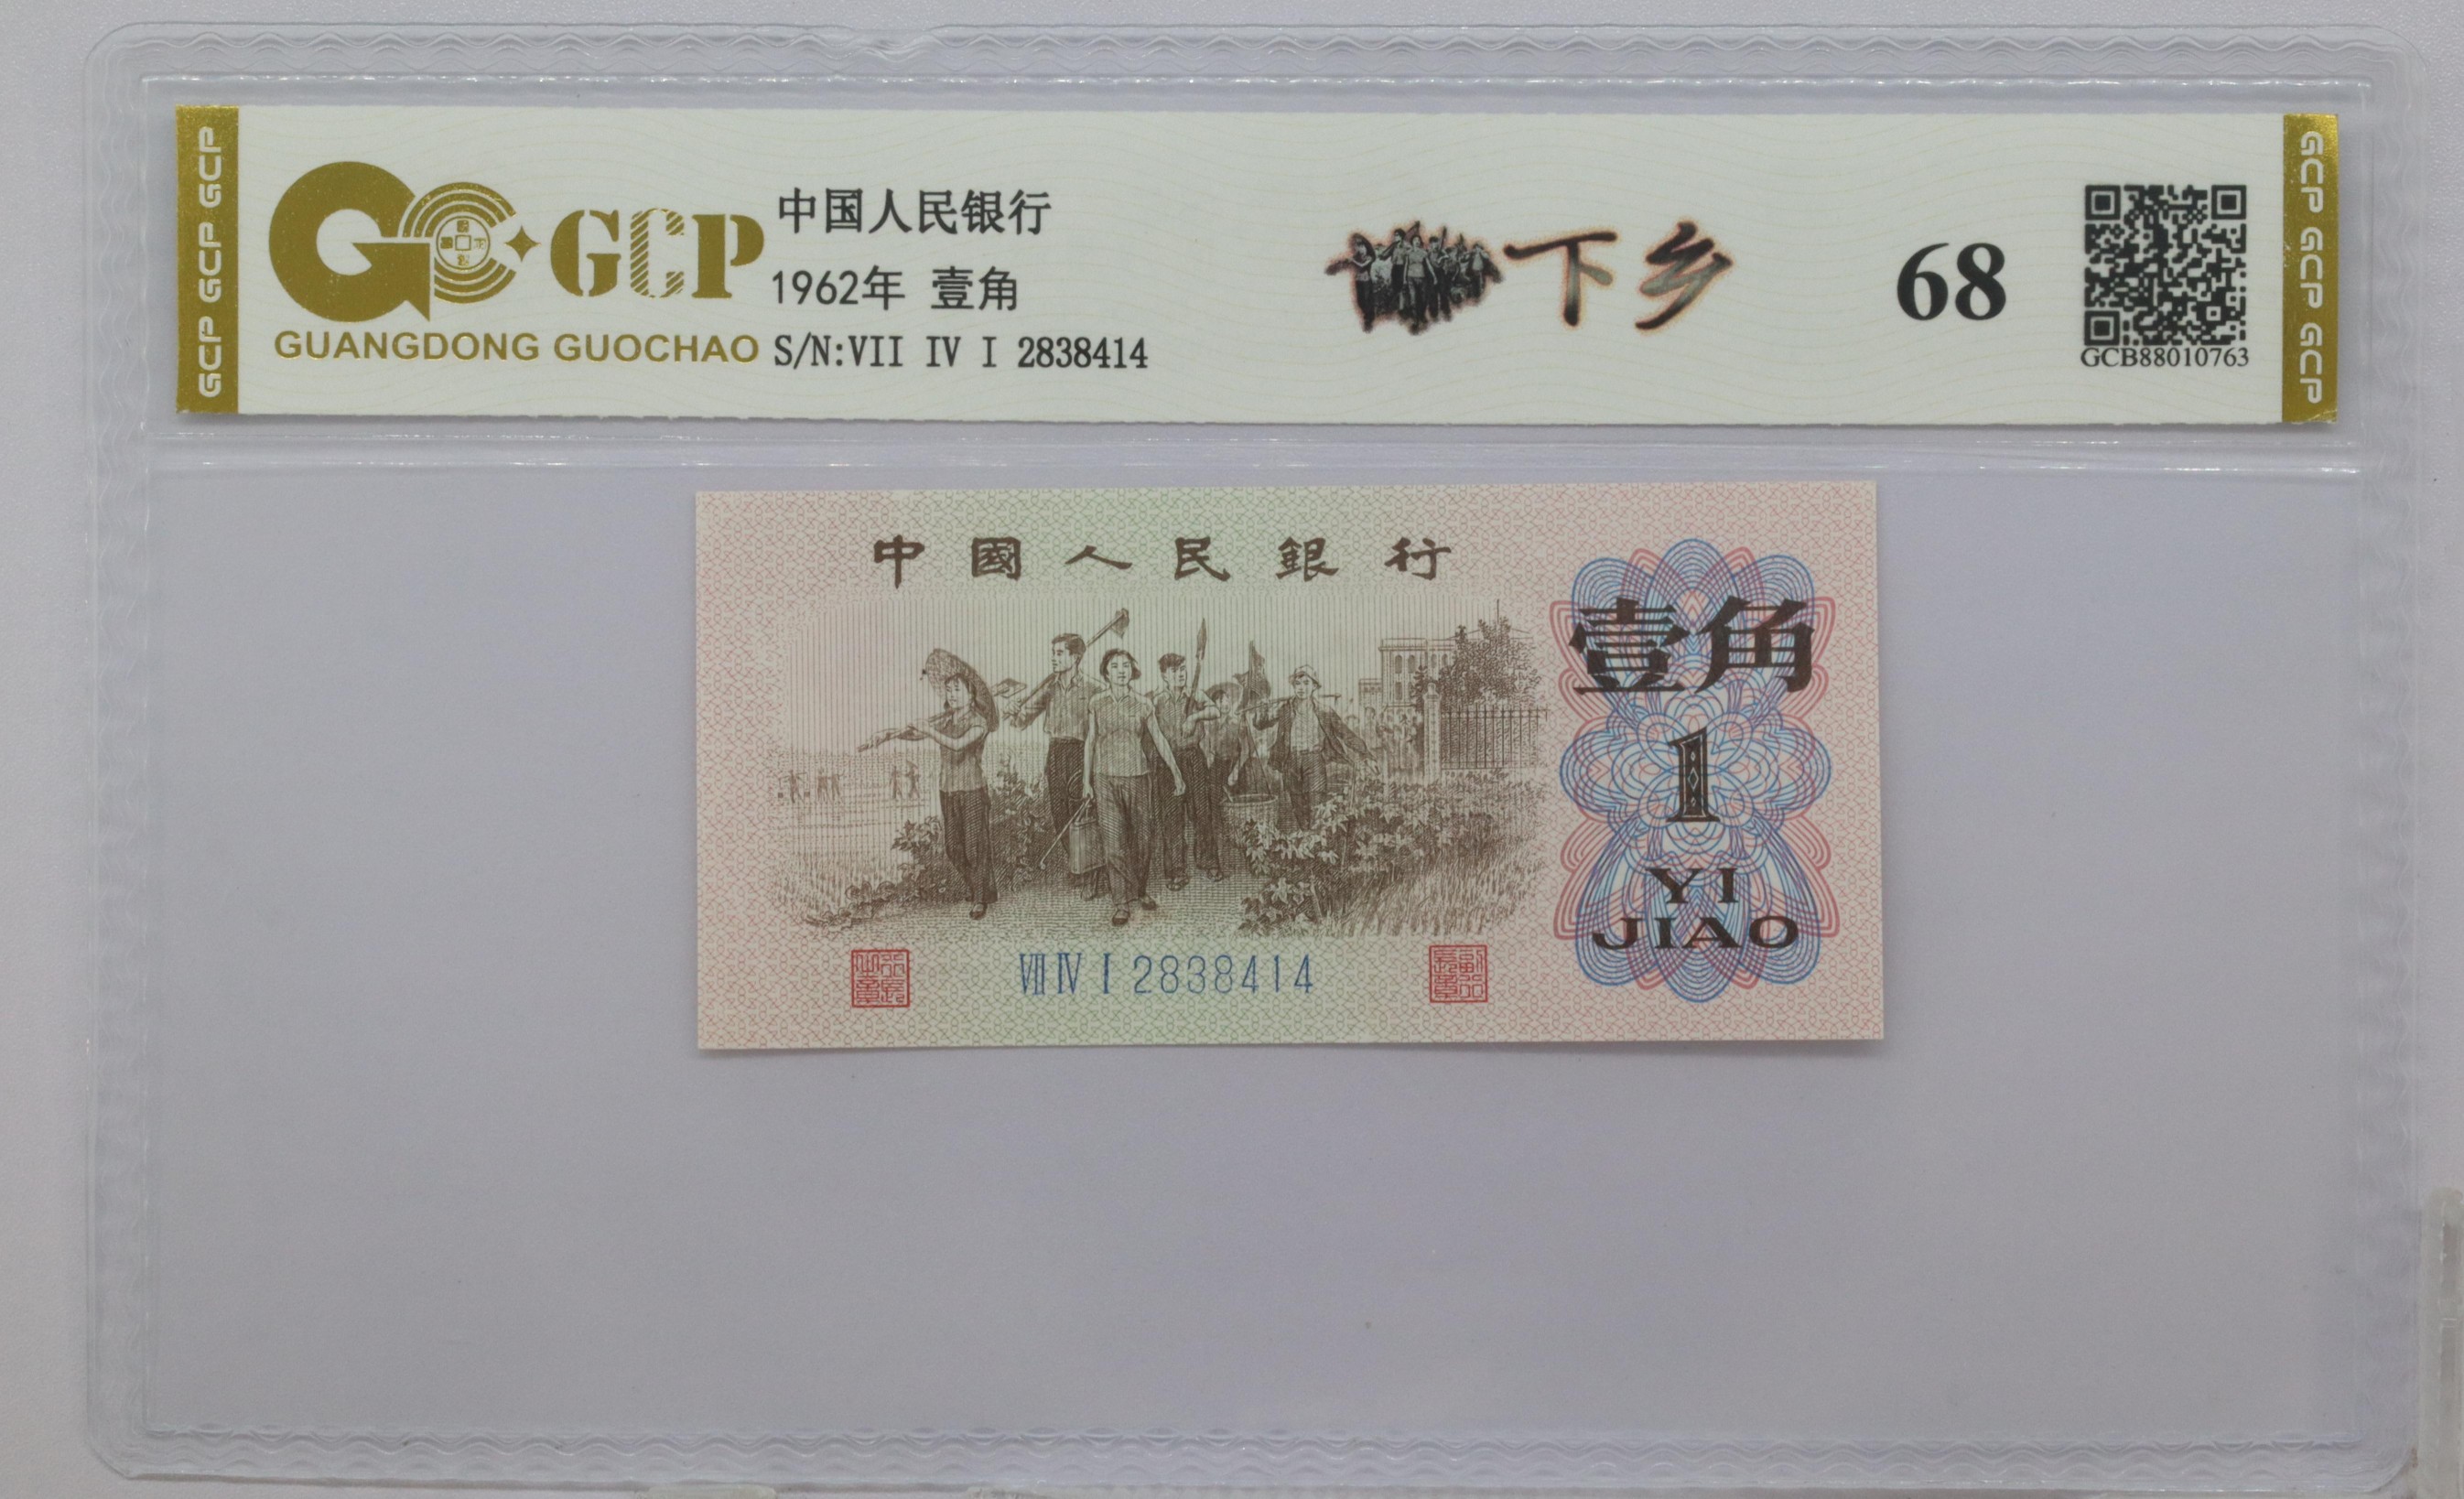 GCP GCP GCP
GCP
GUANGDONG GUOCHAO
中国人民银行
1962年 壹角
S/N:VII IV I 2838414
下乡
68
GCB88010763
GCP GCP GCP
中國人民銀行
壹角
1
YI
JIAO
VII IV I 2838414